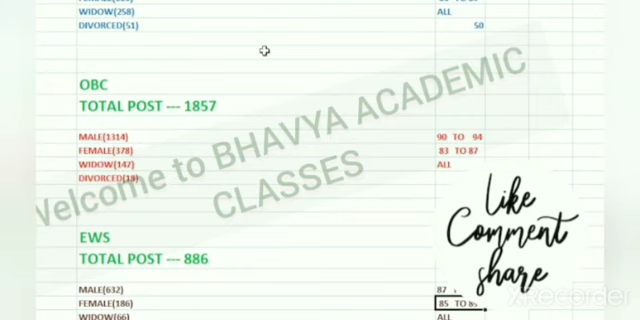 WIDOW(258) ALL
DIVORCED(51) 50
OBC
TOTAL POST --- 1857
MALE(1314) 90 TO 94
FEMALE(378) 83 TO 87
WIDOW(147) ALL
DIVORCED(18)
Welcome to BHAVYA ACADEMIC
CLASSES
EWS
TOTAL POST --- 886
MALE(632) 87
FEMALE(186) 85 TO
WIDOW(66) ALL
Like
Comment
share
XRecorder